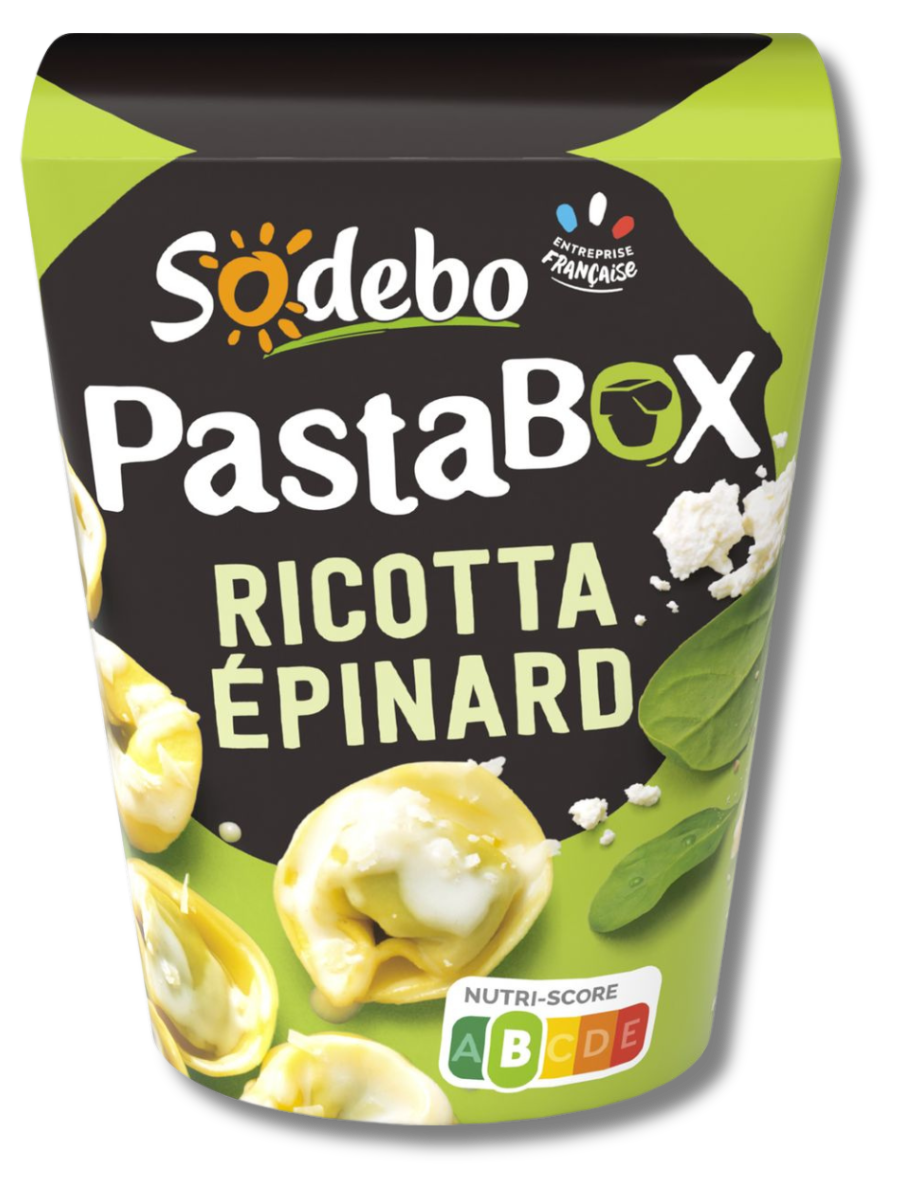 Sodebo
ENTREPRISE
FRANÇAiSE
PastaBOX
RICOTTA
ÉPINARD
NUTRI-SCORE
A B C D E